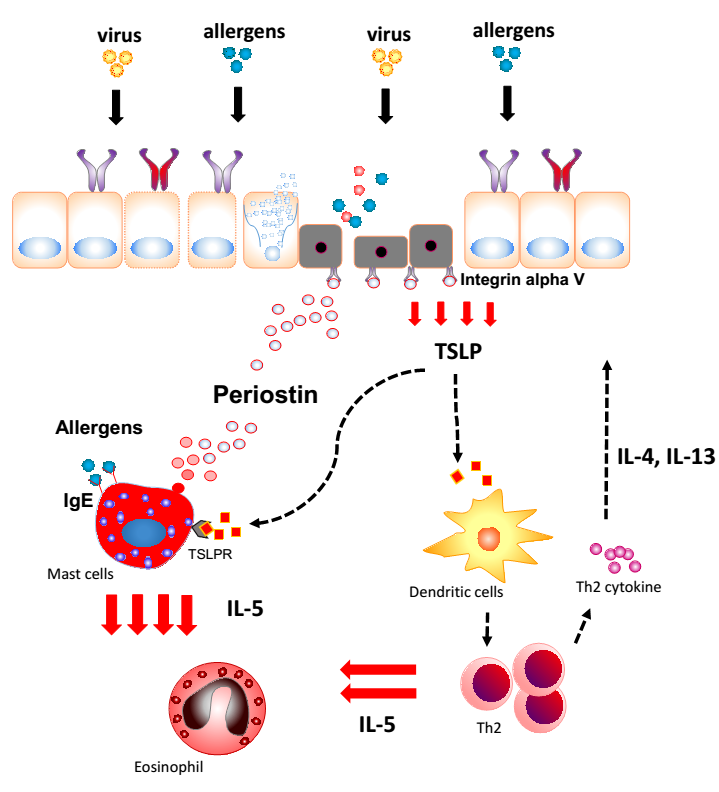 virus
allergens
virus
allergens
Integrin alpha V
TSLP
Periostin
Allergens
IL-4, IL-13
IgE
TSLPR
Mast cells
Dendritic cells
Th2 cytokine
IL-5
IL-5
Th2
Eosinophil